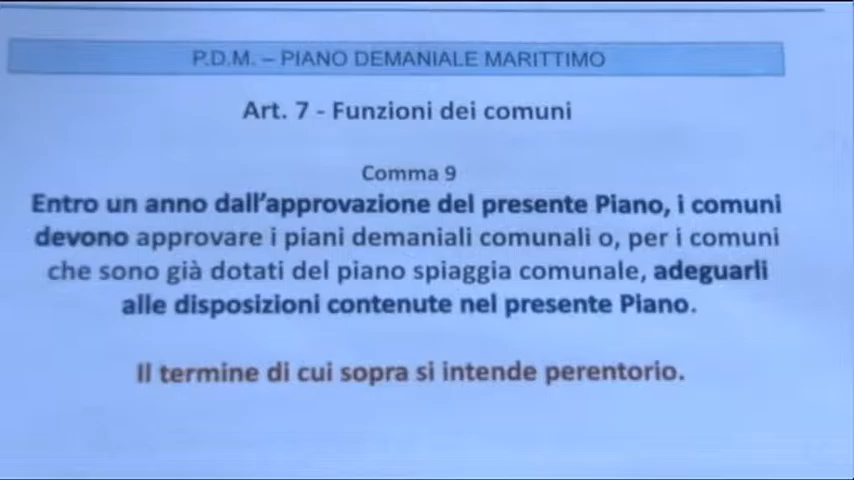 P.D.M. – PIANO DEMANIALE MARITTIMO
Art. 7 - Funzioni dei comuni
Comma 9
Entro un anno dall'approvazione del presente Piano, i comuni
devono approvare i piani demaniali comunali o, per i comuni
che sono già dotati del piano spiaggia comunale, adeguarli
alle disposizioni contenute nel presente Piano.
Il termine di cui sopra si intende perentorio.